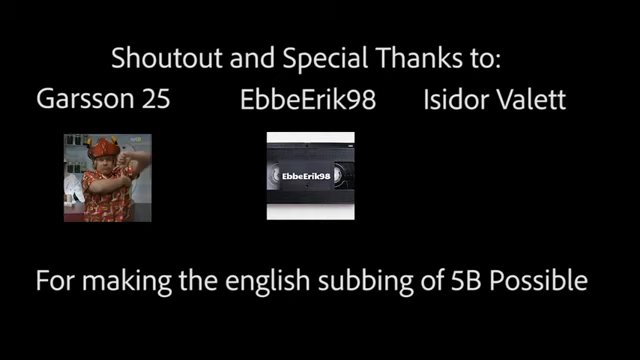 Shoutout and Special Thanks to:
Garsson 25 EbbeErik98 Isidor Valett
EbbeErik98
For making the english subbing of 5B Possible